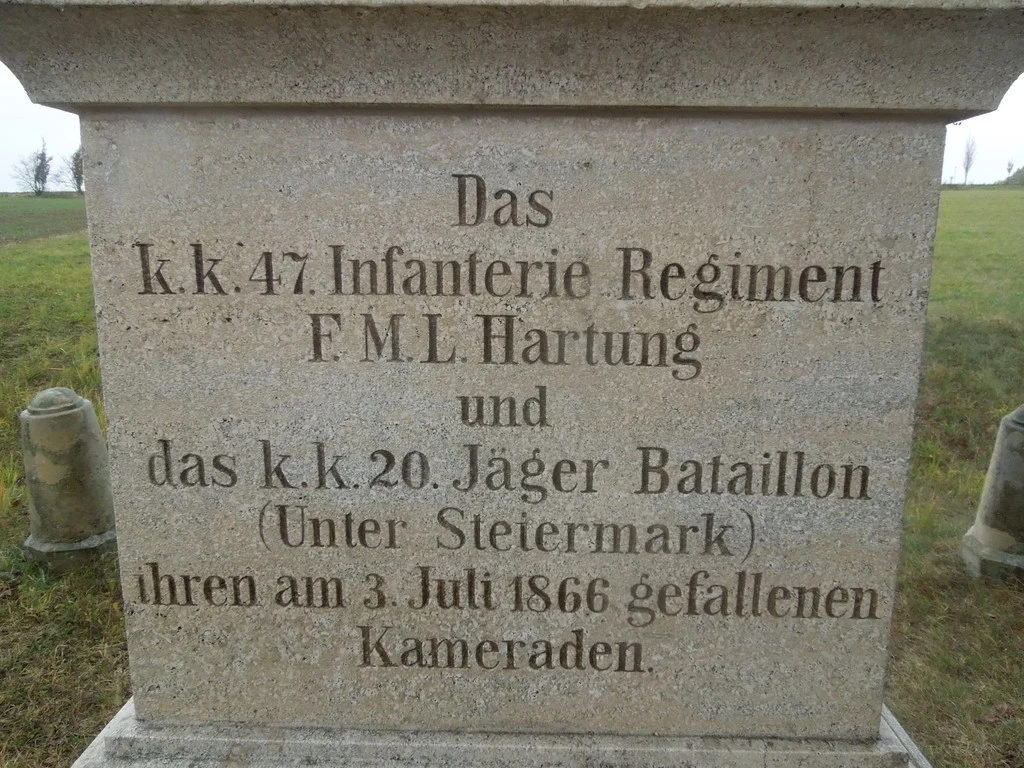 Das
k.k.47. Infanterie Regiment
F.M.L. Hartung
und
das k.k.20. Jäger Bataillon
(Unter Steiermark)
ihren am 3. Juli 1866 gefallenen
Kameraden.